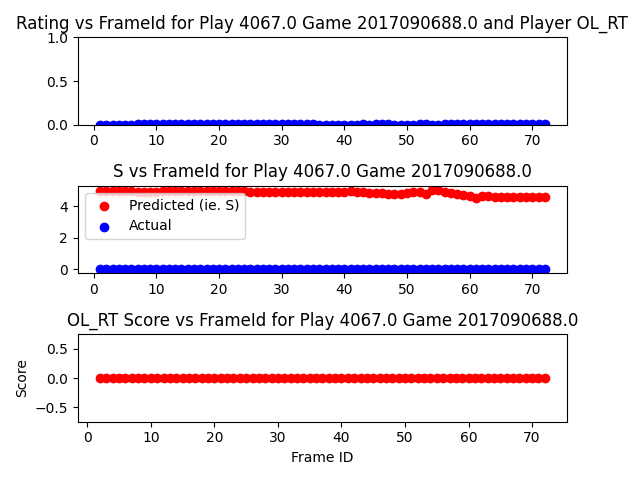 Rating vs FrameId for Play 4067.0 Game 2017090688.0 and Player OL_RT
1.0
0.5
0.0
0 10 20 30 40 50 60 70
S vs FrameId for Play 4067.0 Game 2017090688.0
4
2
0
Predicted (ie. S)
Actual
0 10 20 30 40 50 60 70
OL_RT Score vs FrameId for Play 4067.0 Game 2017090688.0
Score
0.5
0.0
−0.5
0 10 20 30 40 50 60 70
Frame ID